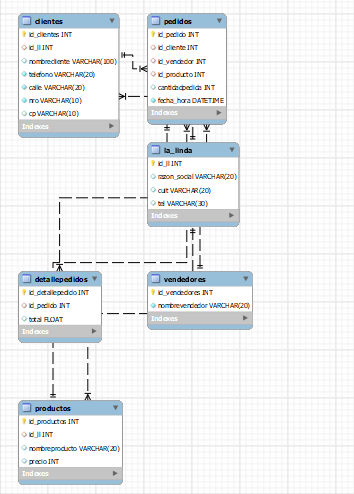 clientes
id_clientes INT
id_ll INT
nombrecliente VARCHAR(100)
telefono VARCHAR(20)
calle VARCHAR(20)
nro VARCHAR(10)
cp VARCHAR(10)
Indexes
pedidos
id_pedido INT
id_cliente INT
id_vendedor INT
id_producto INT
cantidadpedida INT
fecha_hora DATETIME
Indexes
la_linda
id_ll INT
razon_social VARCHAR(20)
cuit VARCHAR(20)
tel VARCHAR(30)
Indexes
detallepedidos
id_detallepedido INT
id_pedido INT
total FLOAT
Indexes
vendedores
id_vendedores INT
nombrevendedor VARCHAR(20)
Indexes
productos
id_productos INT
id_ll INT
nombreproducto VARCHAR(20)
precio INT
Indexes